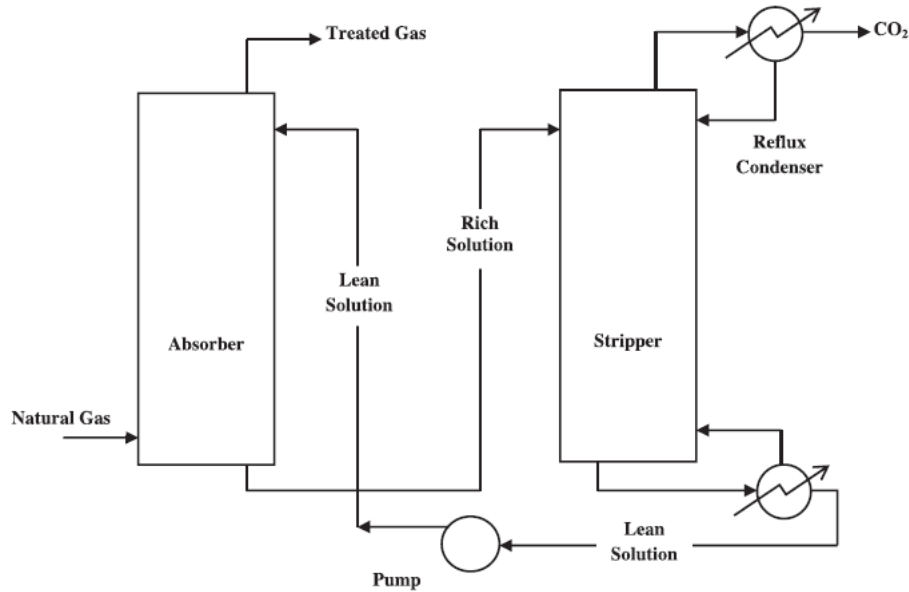 Treated Gas
CO₂
Reflux
Condenser
Rich
Solution
Lean
Solution
Absorber
Stripper
Natural Gas
Lean
Solution
Pump